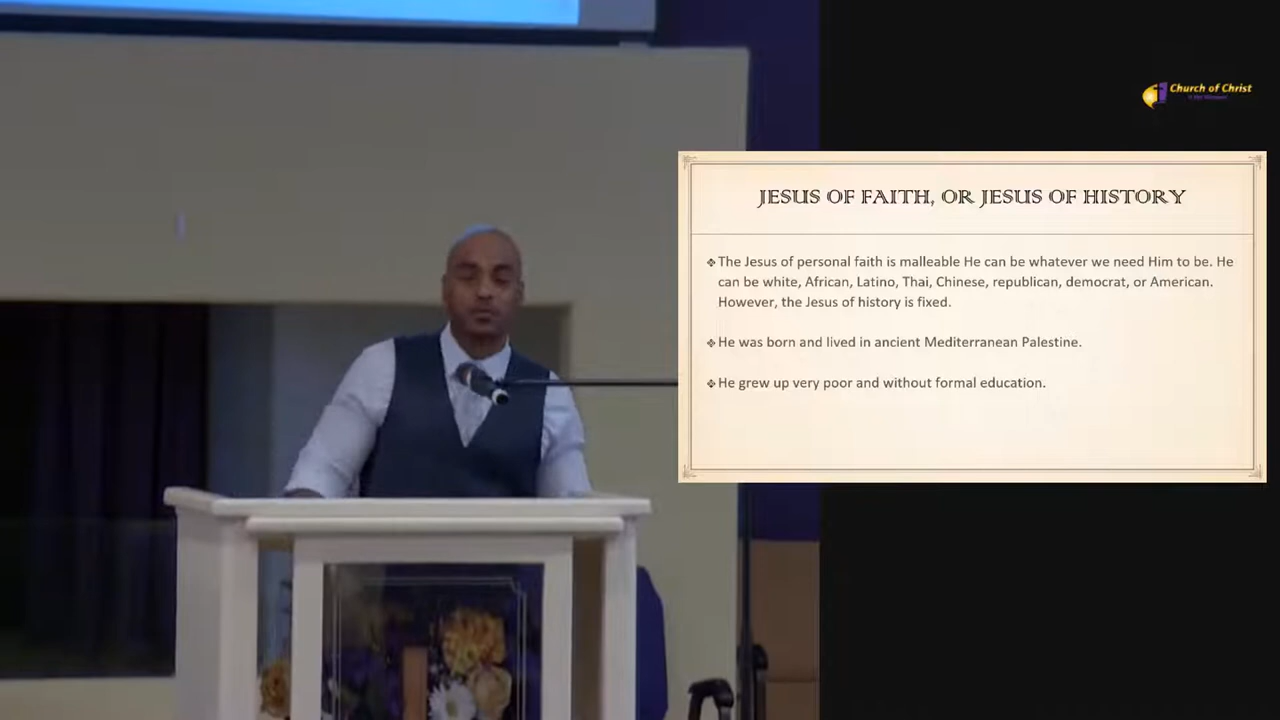 Church of Christ
JESUS OF FAITH, OR JESUS OF HISTORY
❖The Jesus of personal faith is malleable He can be whatever we need Him to be. He
can be white, African, Latino, Thai, Chinese, republican, democrat, or American.
However, the Jesus of history is fixed.
❖He was born and lived in ancient Mediterranean Palestine.
❖He grew up very poor and without formal education.